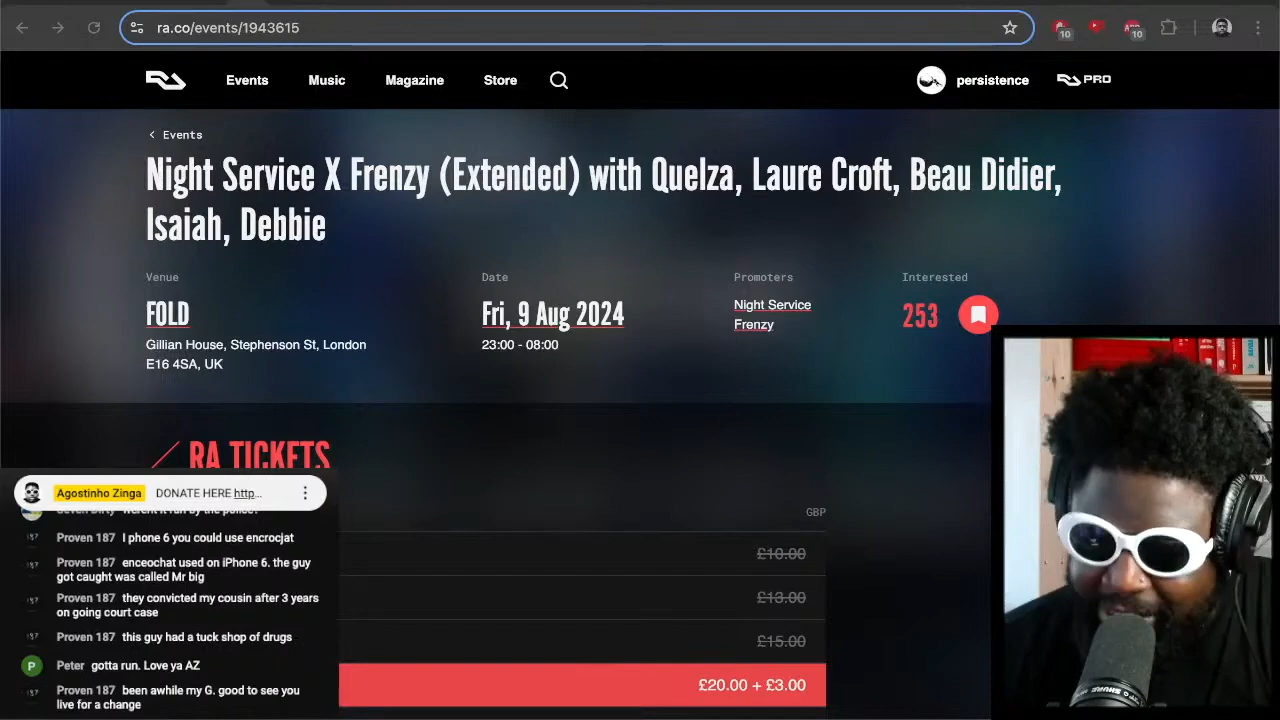 ra.co/events/1943615
10
10
Events
Music
Magazine
Store
persistence
PRO
Events
Night Service X Frenzy (Extended) with Quelza, Laure Croft, Beau Didier,
Isaiah, Debbie
Venue
FOLD
Gillian House, Stephenson St, London
E16 4SA, UK
Date
Fri, 9 Aug 2024
23:00 - 08:00
Promoters
Night Service
Frenzy
Interested
253
RA TICKETS
GBP
£10.00
£13.00
£15.00
£20.00 + £3.00
Agostinho Zinga DONATE HERE http...
Proven 187 I phone 6 you could use encrocjat
Proven 187 enceochat used on iPhone 6. the guy
got caught was called Mr big
Proven 187 they convicted my cousin after 3 years
on going court case
Proven 187 this guy had a tuck shop of drugs
P
Peter gotta run. Love ya AZ
Proven 187 been awhile my G. good to see you
live for a change
SHURE